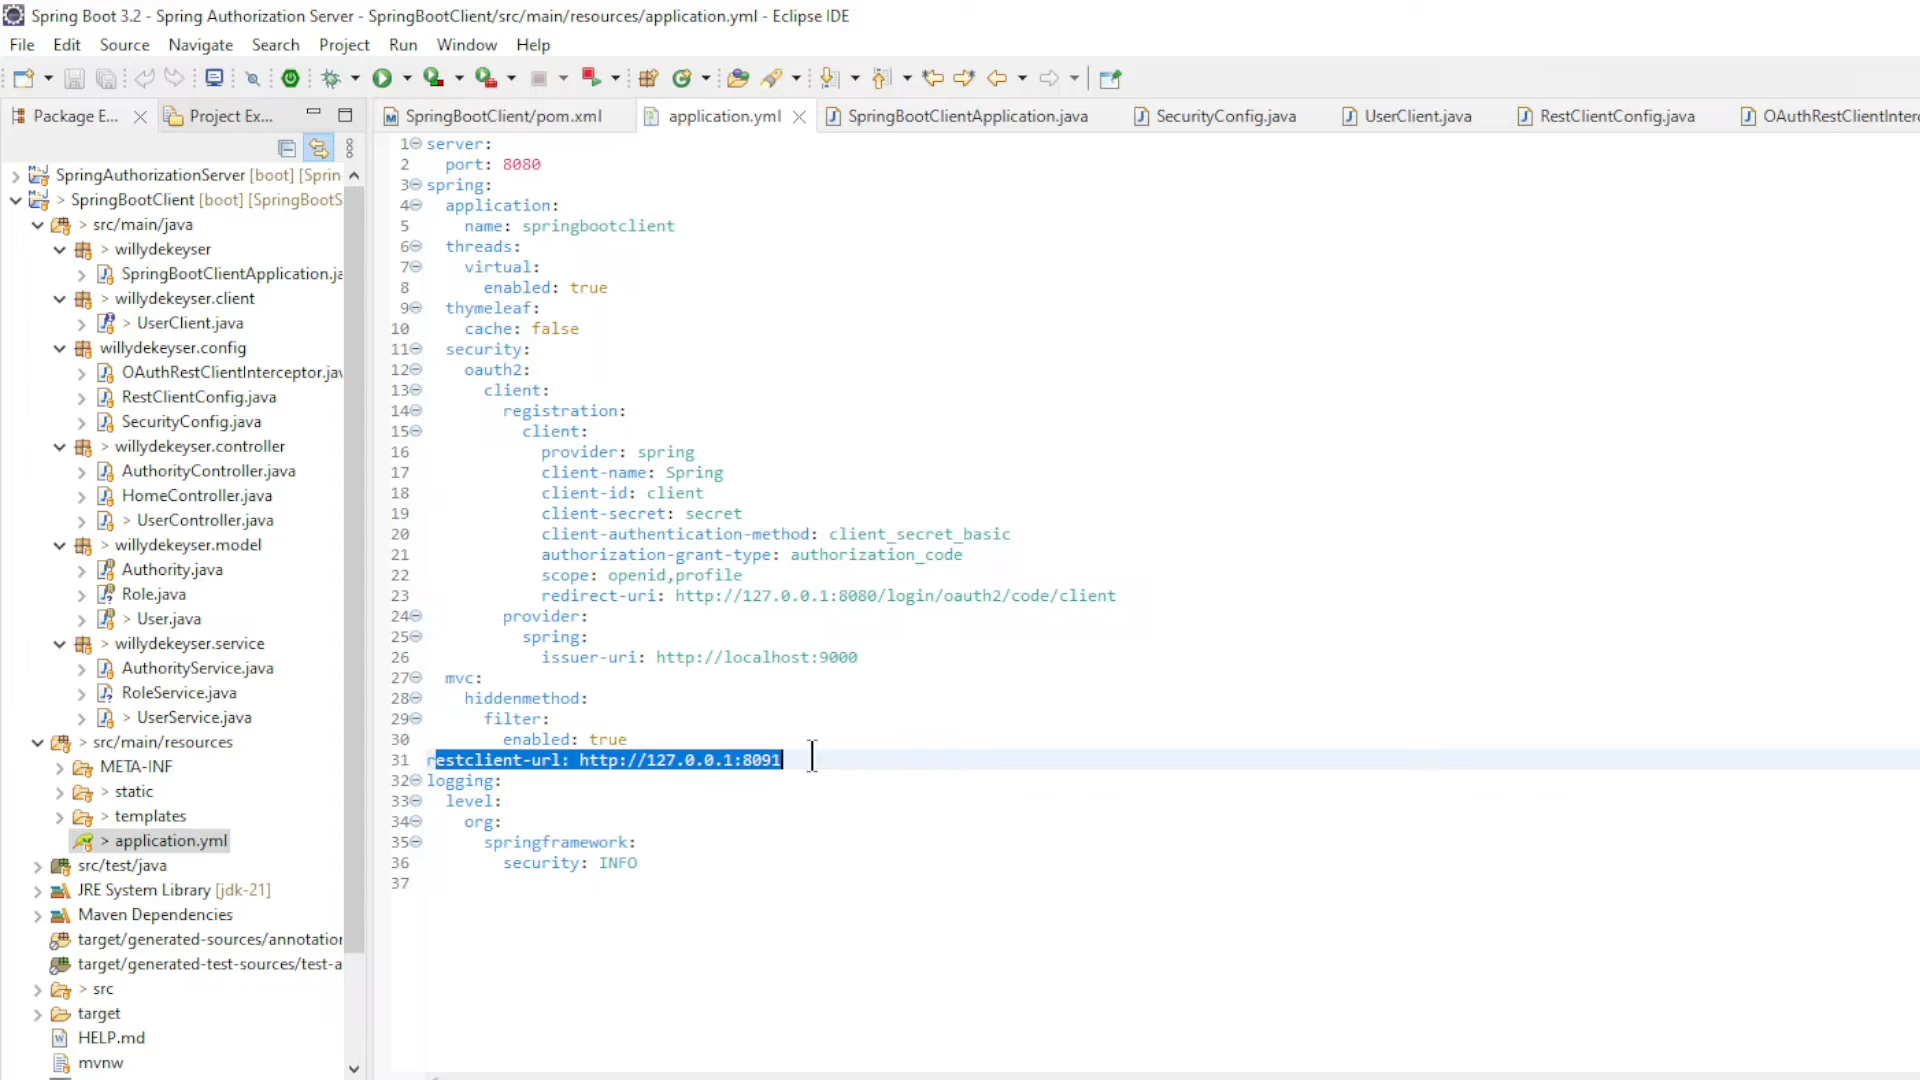 Spring Boot 3.2 - Spring Authorization Server - SpringBootClient/src/main/resources/application.yml - Eclipse IDE
File Edit Source Navigate Search Project Run Window Help
Package E... Project Ex... SpringBootClient/pom.xml application.yml SpringBootClientApplication.java SecurityConfig.java UserClient.java RestClientConfig.java OAuthRestClientInterc
SpringAuthorizationServer [boot] [Sprin
> SpringBootClient [boot] [SpringBootS
> src/main/java
> willydekeyser
SpringBootClientApplication.ja
> willydekeyser.client
> UserClient.java
willydekeyser.config
OAuthRestClientInterceptor.jav
RestClientConfig.java
SecurityConfig.java
> willydekeyser.controller
AuthorityController.java
HomeController.java
> UserController.java
> willydekeyser.model
Authority.java
Role.java
> User.java
> willydekeyser.service
AuthorityService.java
RoleService.java
> UserService.java
> src/main/resources
META-INF
> static
> templates
> application.yml
src/test/java
JRE System Library [jdk-21]
Maven Dependencies
target/generated-sources/annotation
target/generated-test-sources/test-a
> src
target
HELP.md
mvnw
1 server:
2 port: 8080
3 spring:
4 application:
5 name: springbootclient
6 threads:
7 virtual:
8 enabled: true
9 thymeleaf:
10 cache: false
11 security:
12 oauth2:
13 client:
14 registration:
15 client:
16 provider: spring
17 client-name: Spring
18 client-id: client
19 client-secret: secret
20 client-authentication-method: client_secret_basic
21 authorization-grant-type: authorization_code
22 scope: openid,profile
23 redirect-uri: http://127.0.0.1:8080/login/oauth2/code/client
24 provider:
25 spring:
26 issuer-uri: http://localhost:9000
27 mvc:
28 hiddenmethod:
29 filter:
30 enabled: true
31 restclient-url: http://127.0.0.1:8091
32 logging:
33 level:
34 org:
35 springframework:
36 security: INFO
37